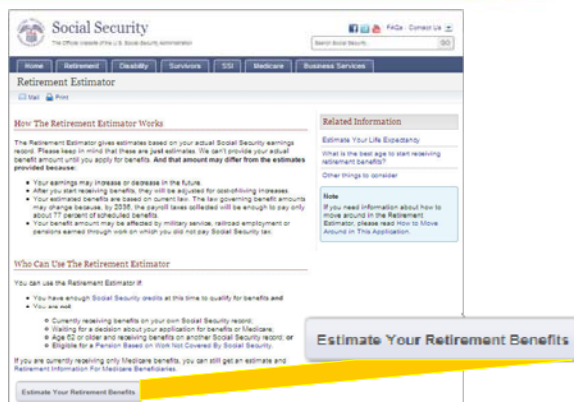 Social Security
The Official Website of the U.S. Social Security Administration
FAQs Contact Us
Search Social Security
GO
Home
Retirement
Disability
Survivors
SSI
Medicare
Business Services
Retirement Estimator
Mail
Print
How The Retirement Estimator Works
The Retirement Estimator gives estimates based on your actual Social Security earnings
record. Please keep in mind that these are just estimates. We can't provide your actual
benefit amount until you apply for benefits. And that amount may differ from the estimates
provided because:
Your earnings may increase or decrease in the future.
After you start receiving benefits, they will be adjusted for cost-of-living increases.
Your estimated benefits are based on current law. The law governing benefit amounts
may change because, by 2036, the payroll taxes collected will be enough to pay only
about 77 percent of scheduled benefits.
Your benefit amount may be affected by military service, railroad employment or
pensions earned through work on which you did not pay Social Security tax.
Related Information
Estimate Your Life Expectancy
What is the best age to start receiving
retirement benefits?
Other things to consider
Note
If you need information about how to
move around in the Retirement
Estimator, please read How to Move
Around in This Application.
Who Can Use The Retirement Estimator
You can use the Retirement Estimator if:
You have enough Social Security credits at this time to qualify for benefits and
You are not:
Currently receiving benefits on your own Social Security record;
Waiting for a decision about your application for benefits or Medicare;
Age 62 or older and receiving benefits on another Social Security record; or
Eligible for a Pension Based on Work Not Covered By Social Security.
If you are currently receiving only Medicare benefits, you can still get an estimate and
Retirement Information For Medicare Beneficiaries.
Estimate Your Retirement Benefits
Estimate Your Retirement Benefits